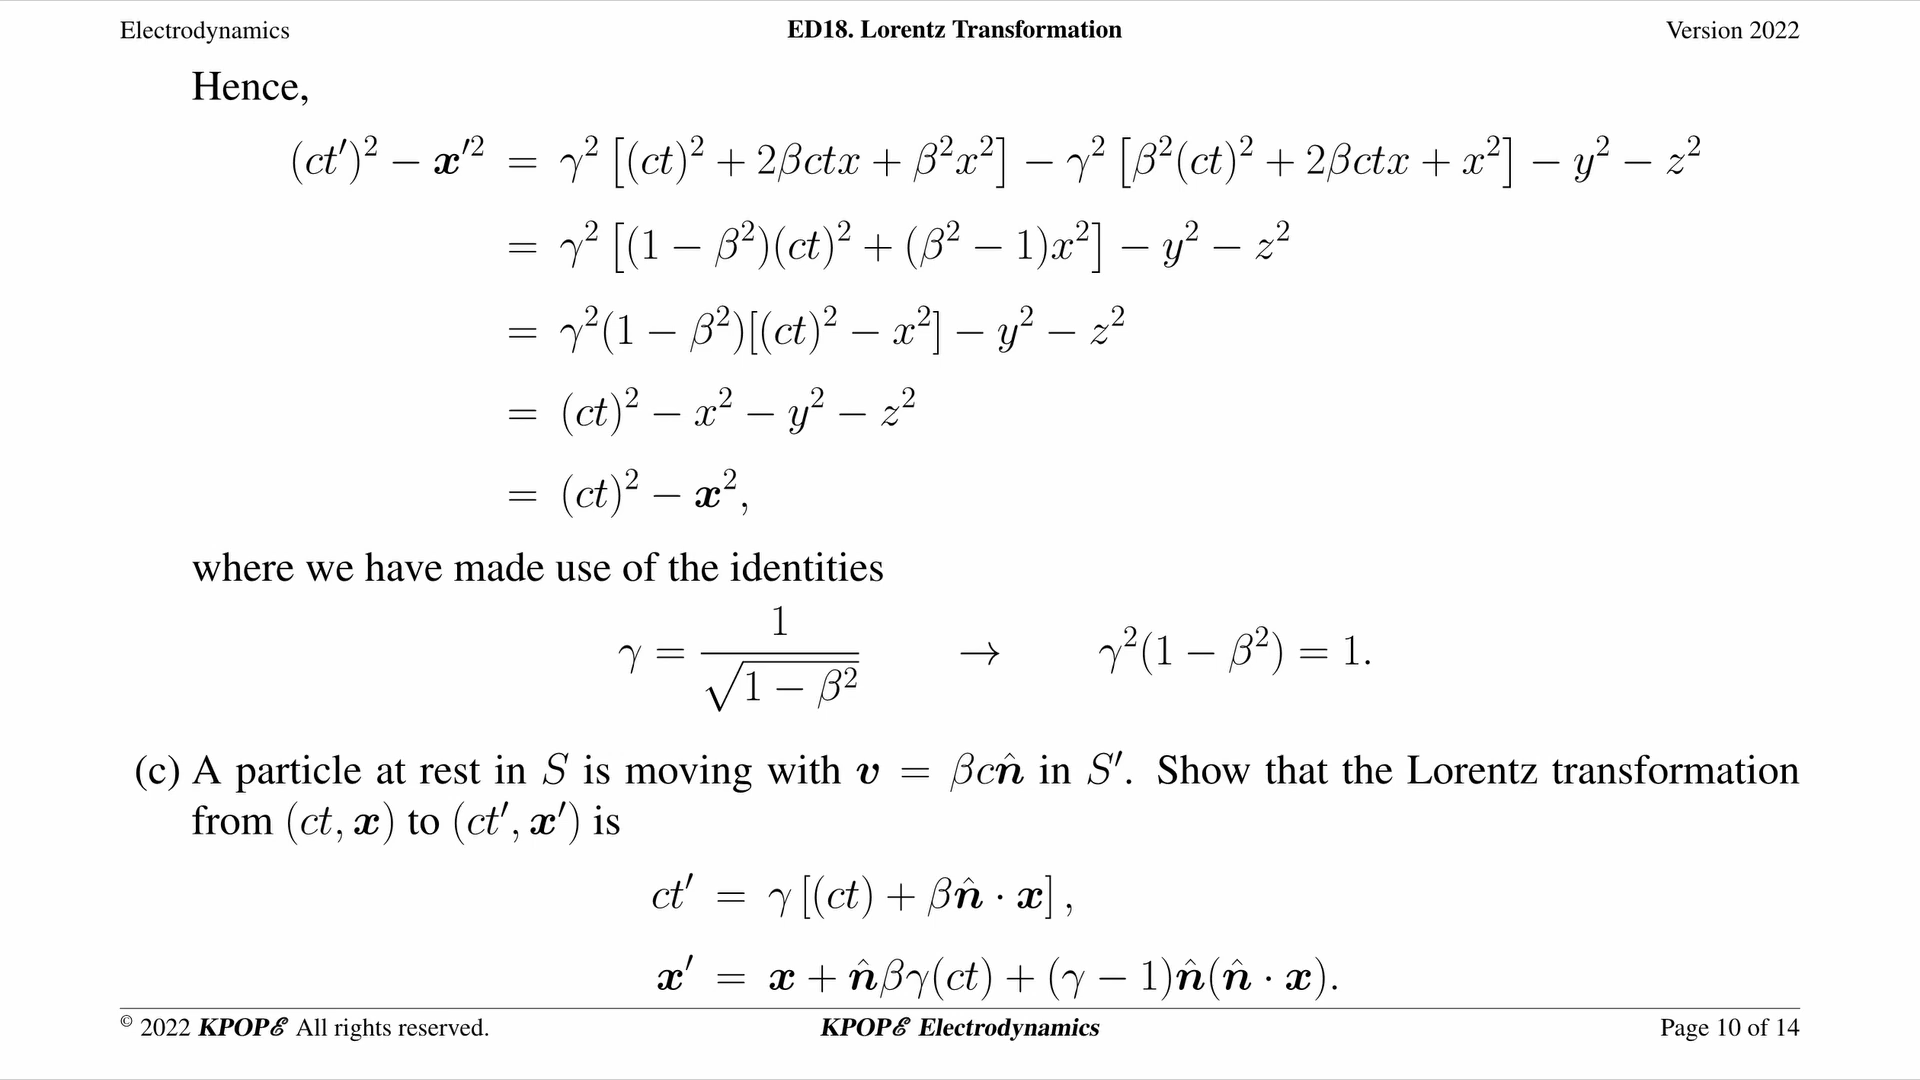 Electrodynamics ED18. Lorentz Transformation Version 2022
Hence,
(ct′)² − 𝒙′² = γ² [(ct)² + 2βctx + β²x²] − γ² [β²(ct)² + 2βctx + x²] − y² − z²
= γ² [(1 − β²)(ct)² + (β² − 1)x²] − y² − z²
= γ²(1 − β²)[(ct)² − x²] − y² − z²
= (ct)² − x² − y² − z²
= (ct)² − 𝒙²,
where we have made use of the identities
γ = 1/√(1 − β²) → γ²(1 − β²) = 1.
(c) A particle at rest in S is moving with 𝒗 = βc𝒏̂ in S′. Show that the Lorentz transformation
from (ct, 𝒙) to (ct′, 𝒙′) is
ct′ = γ [(ct) + β𝒏̂ · 𝒙] ,
𝒙′ = 𝒙 + 𝒏̂βγ(ct) + (γ − 1)𝒏̂(𝒏̂ · 𝒙).
© 2022 KPOPℰ All rights reserved. KPOPℰ Electrodynamics Page 10 of 14